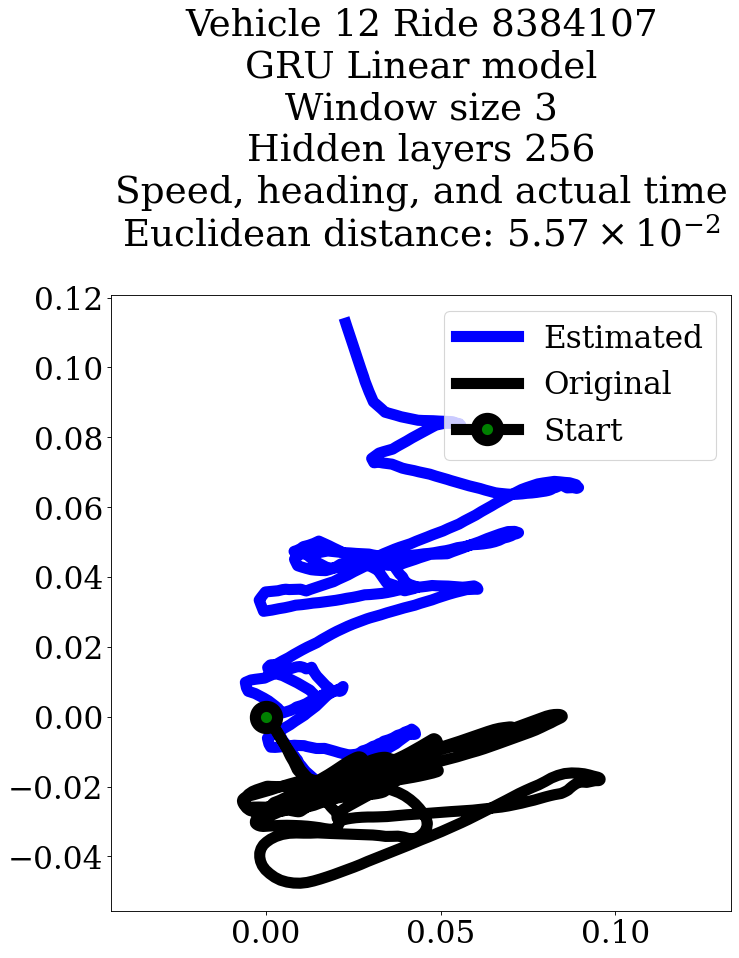 Vehicle 12 Ride 8384107
GRU Linear model
Window size 3
Hidden layers 256
Speed, heading, and actual time
Euclidean distance: 5.57 × 10⁻²
0.12
0.10
0.08
0.06
0.04
0.02
0.00
−0.02
−0.04
Estimated
Original
Start
0.00 0.05 0.10